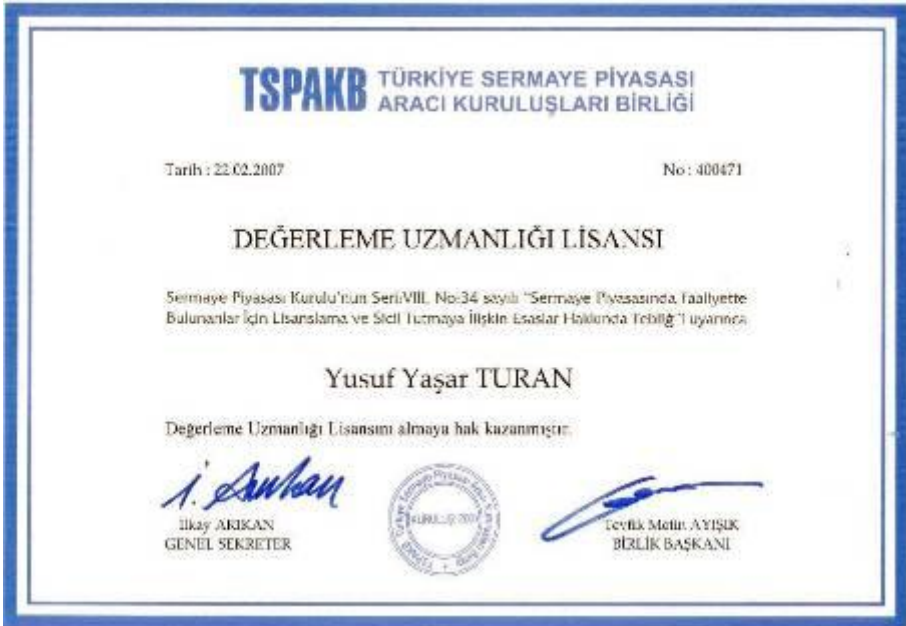 TSPAKB TÜRKİYE SERMAYE PİYASASI
ARACI KURULUŞLARI BİRLİĞİ
Tarih : 22.02.2007 No : 400471
DEĞERLEME UZMANLIĞI LİSANSI
Sermaye Piyasası Kurulu'nun Seri:VIII, No:34 sayılı "Sermaye Piyasasında Faaliyette
Bulunanlar İçin Lisanslama ve Sicil Tutmaya İlişkin Esaslar Hakkında Tebliğ"i uyarınca
Yusuf Yaşar TURAN
Değerleme Uzmanlığı Lisansını almaya hak kazanmıştır.
İlkay ARIKAN
GENEL SEKRETER
Tevfik Metin AYIŞIK
BİRLİK BAŞKANI